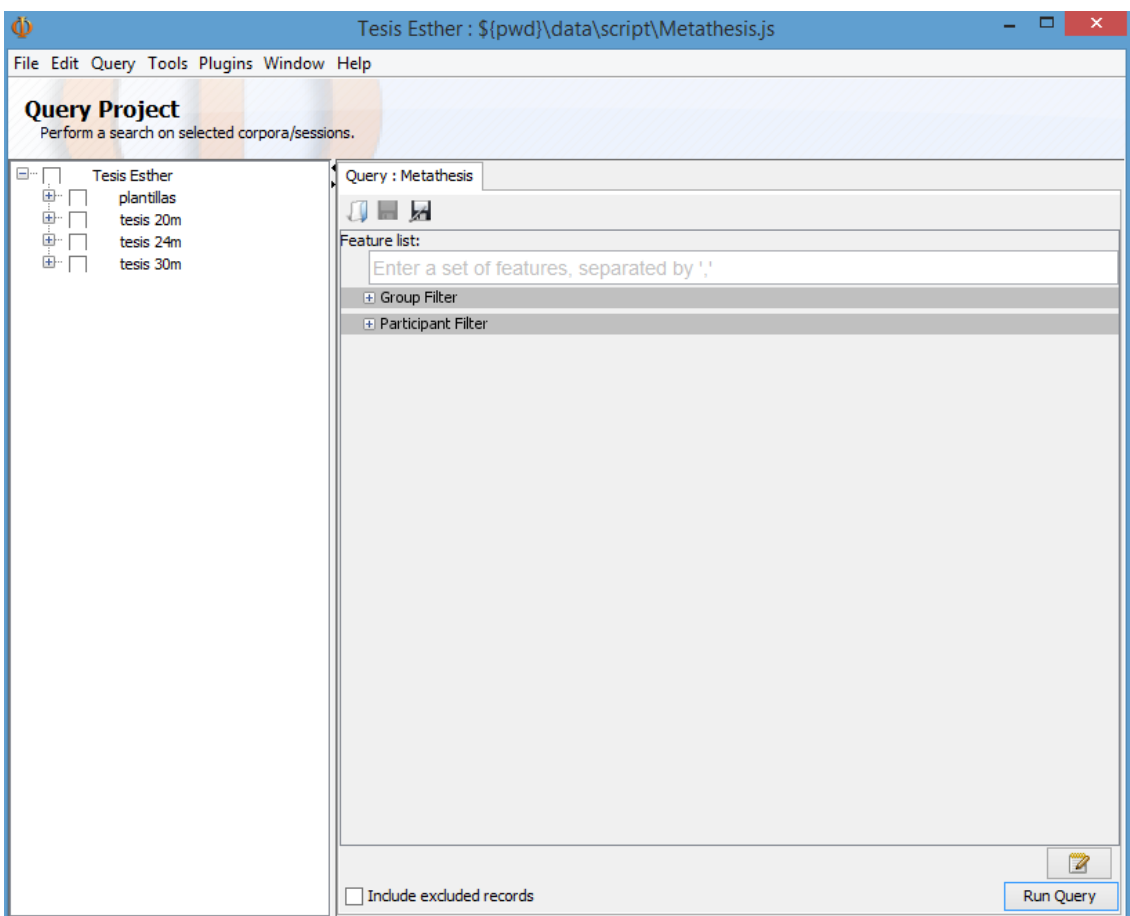 Tesis Esther : ${pwd}\data\script\Metathesis.js
File Edit Query Tools Plugins Window Help
Query Project
Perform a search on selected corpora/sessions.
Tesis Esther
plantillas
tesis 20m
tesis 24m
tesis 30m
Query : Metathesis
Feature list:
Enter a set of features, separated by ','
Group Filter
Participant Filter
Include excluded records
Run Query